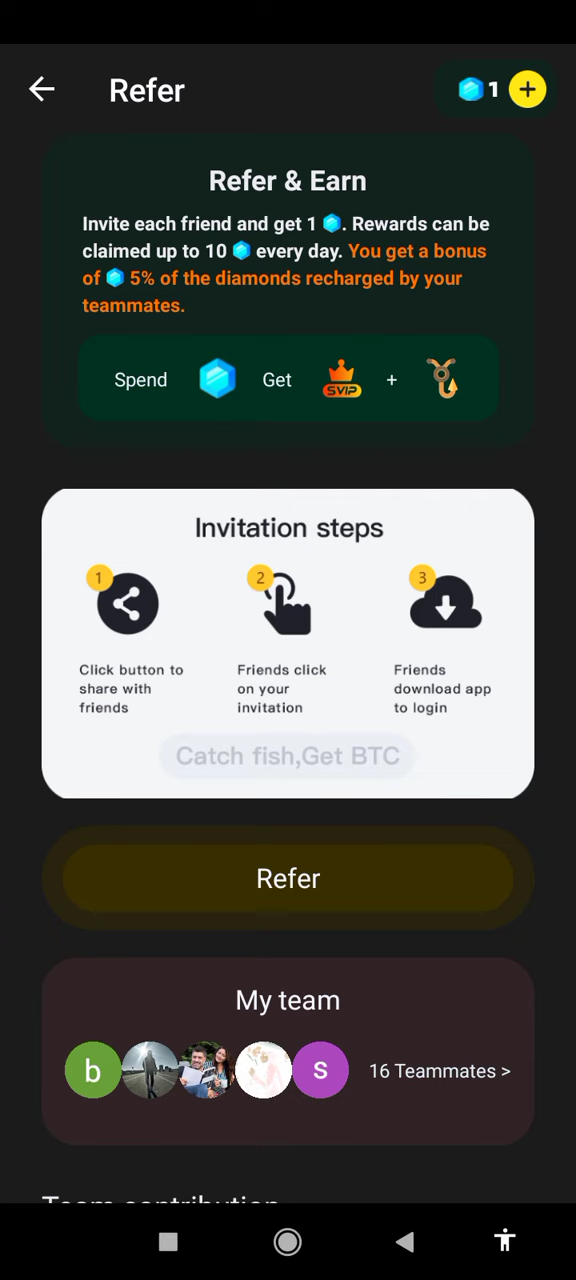 Refer
1 +
Refer & Earn
Invite each friend and get 1 . Rewards can be
claimed up to 10 every day. You get a bonus
of 5% of the diamonds recharged by your
teammates.
Spend Get SVIP +
Invitation steps
1 2 3
Click button to
share with
friends
Friends click
on your
invitation
Friends
download app
to login
Catch fish,Get BTC
Refer
My team
b s 16 Teammates >
Team contribution